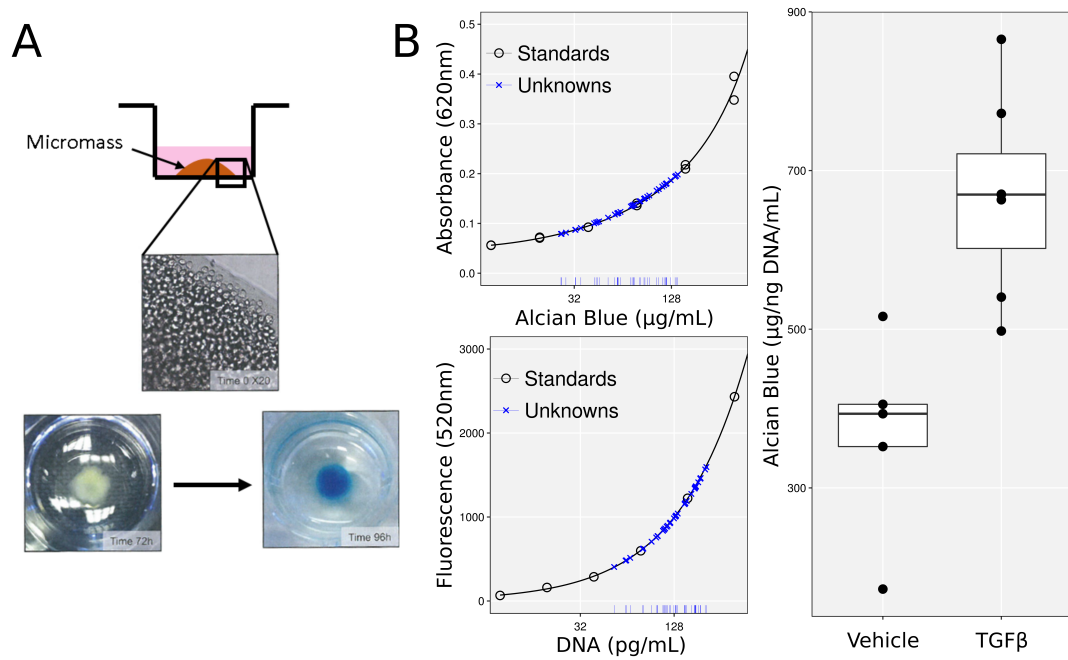 A
Micromass
Time 0 X20
Time 72h
Time 96h
B
Absorbance (620nm)
0.5
0.4
0.3
0.2
0.1
0.0
Standards
Unknowns
32
128
Alcian Blue (µg/mL)
Fluorescence (520nm)
3000
2000
1000
0
Standards
Unknowns
32
128
DNA (pg/mL)
Alcian Blue (µg/ng DNA/mL)
900
700
500
300
Vehicle
TGFβ